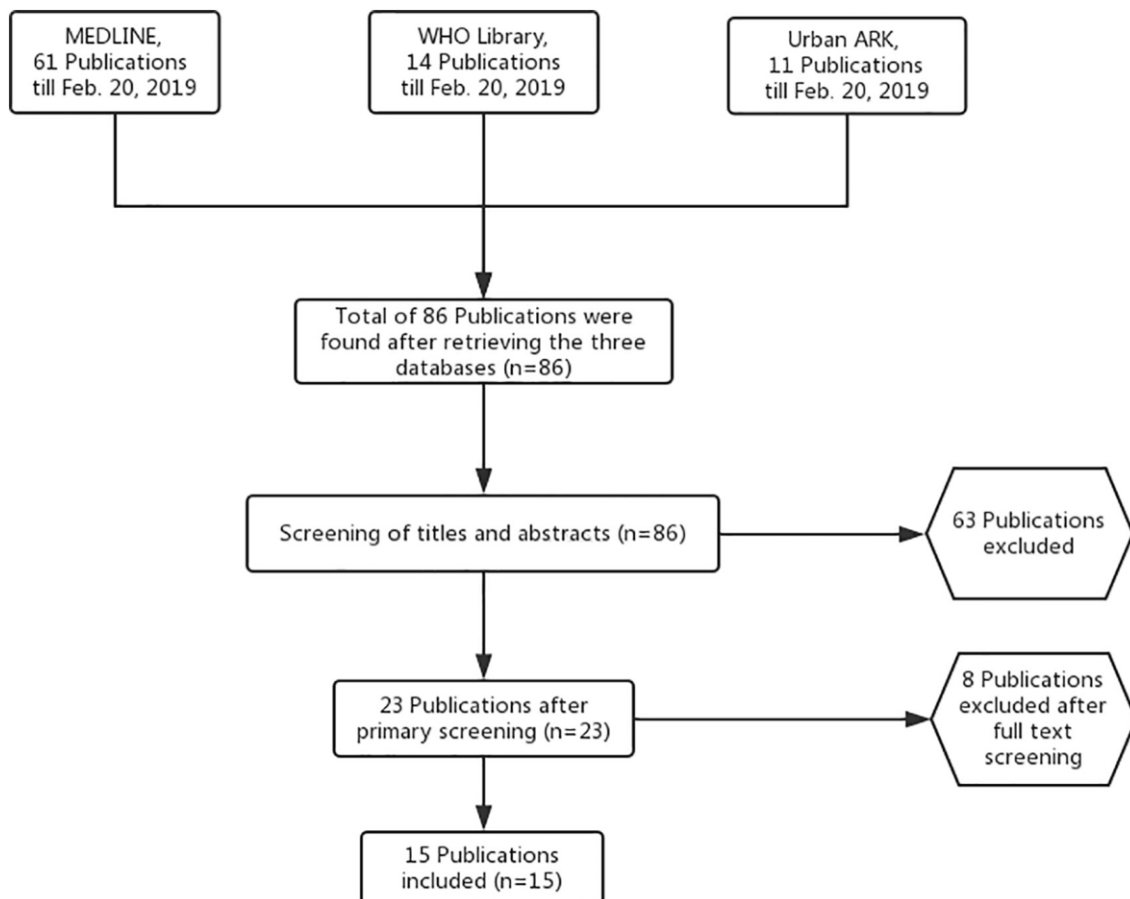 MEDLINE,
61 Publications
till Feb. 20, 2019
WHO Library,
14 Publications
till Feb. 20, 2019
Urban ARK,
11 Publications
till Feb. 20, 2019
Total of 86 Publications were
found after retrieving the three
databases (n=86)
Screening of titles and abstracts (n=86)
63 Publications
excluded
23 Publications after
primary screening (n=23)
8 Publications
excluded after
full text
screening
15 Publications
included (n=15)